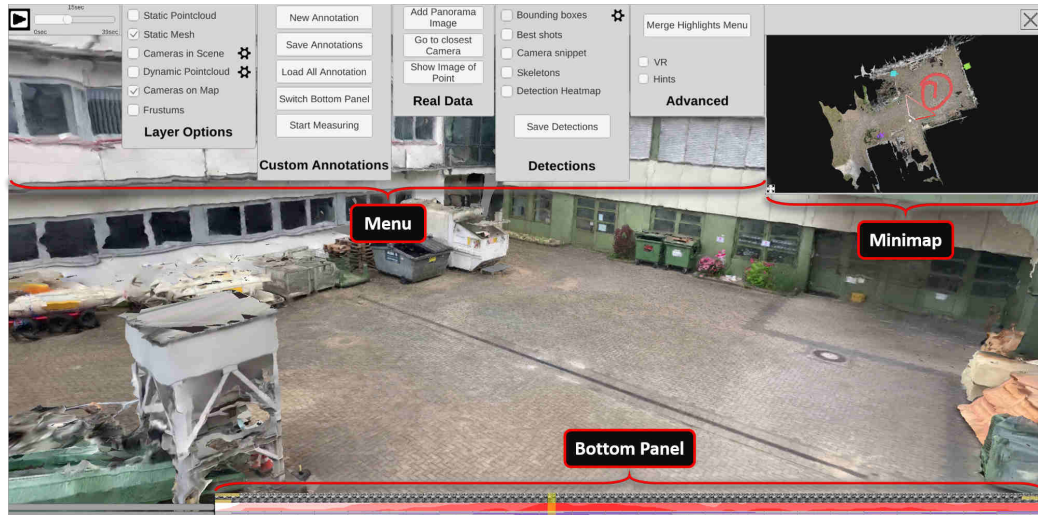 15sec
0sec
30sec
Static Pointcloud
Static Mesh
Cameras in Scene
Dynamic Pointcloud
Cameras on Map
Frustums
Layer Options
New Annotation
Save Annotations
Load All Annotation
Switch Bottom Panel
Start Measuring
Custom Annotations
Add Panorama
Image
Go to closest
Camera
Show Image of
Point
Real Data
Bounding boxes
Best shots
Camera snippet
Skeletons
Detection Heatmap
Save Detections
Detections
Merge Highlights Menu
VR
Hints
Advanced
Menu
Minimap
Bottom Panel